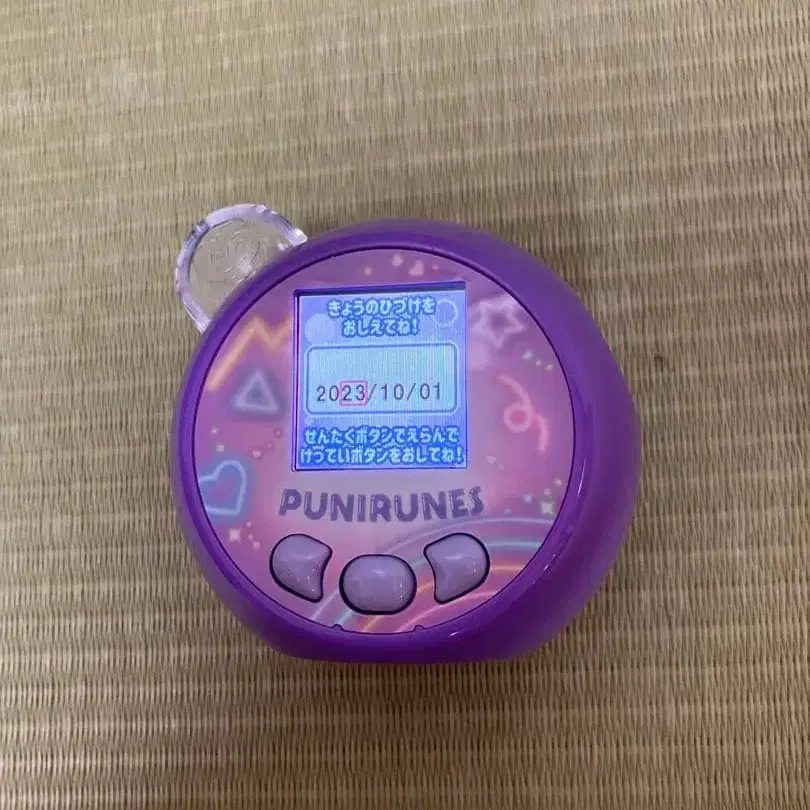 きょうのひづけを
おしえてね!
2023/10/01
せんたくボタンでえらんで
けっていボタンをおしてね!
PUNIRUNES